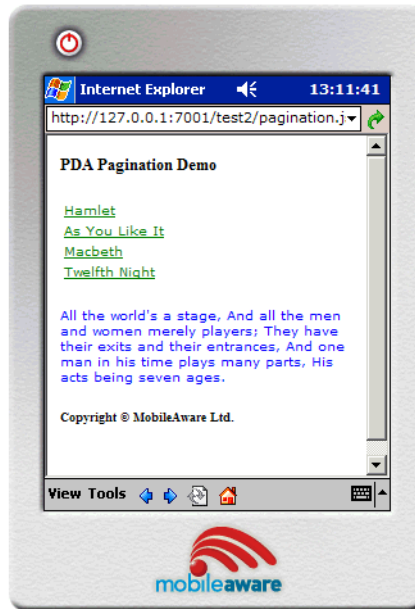 Internet Explorer 13:11:41
http://127.0.0.1:7001/test2/pagination.j
PDA Pagination Demo
Hamlet
As You Like It
Macbeth
Twelfth Night
All the world's a stage, And all the men
and women merely players; They have
their exits and their entrances, And one
man in his time plays many parts, His
acts being seven ages.
Copyright © MobileAware Ltd.
View Tools
mobileaware